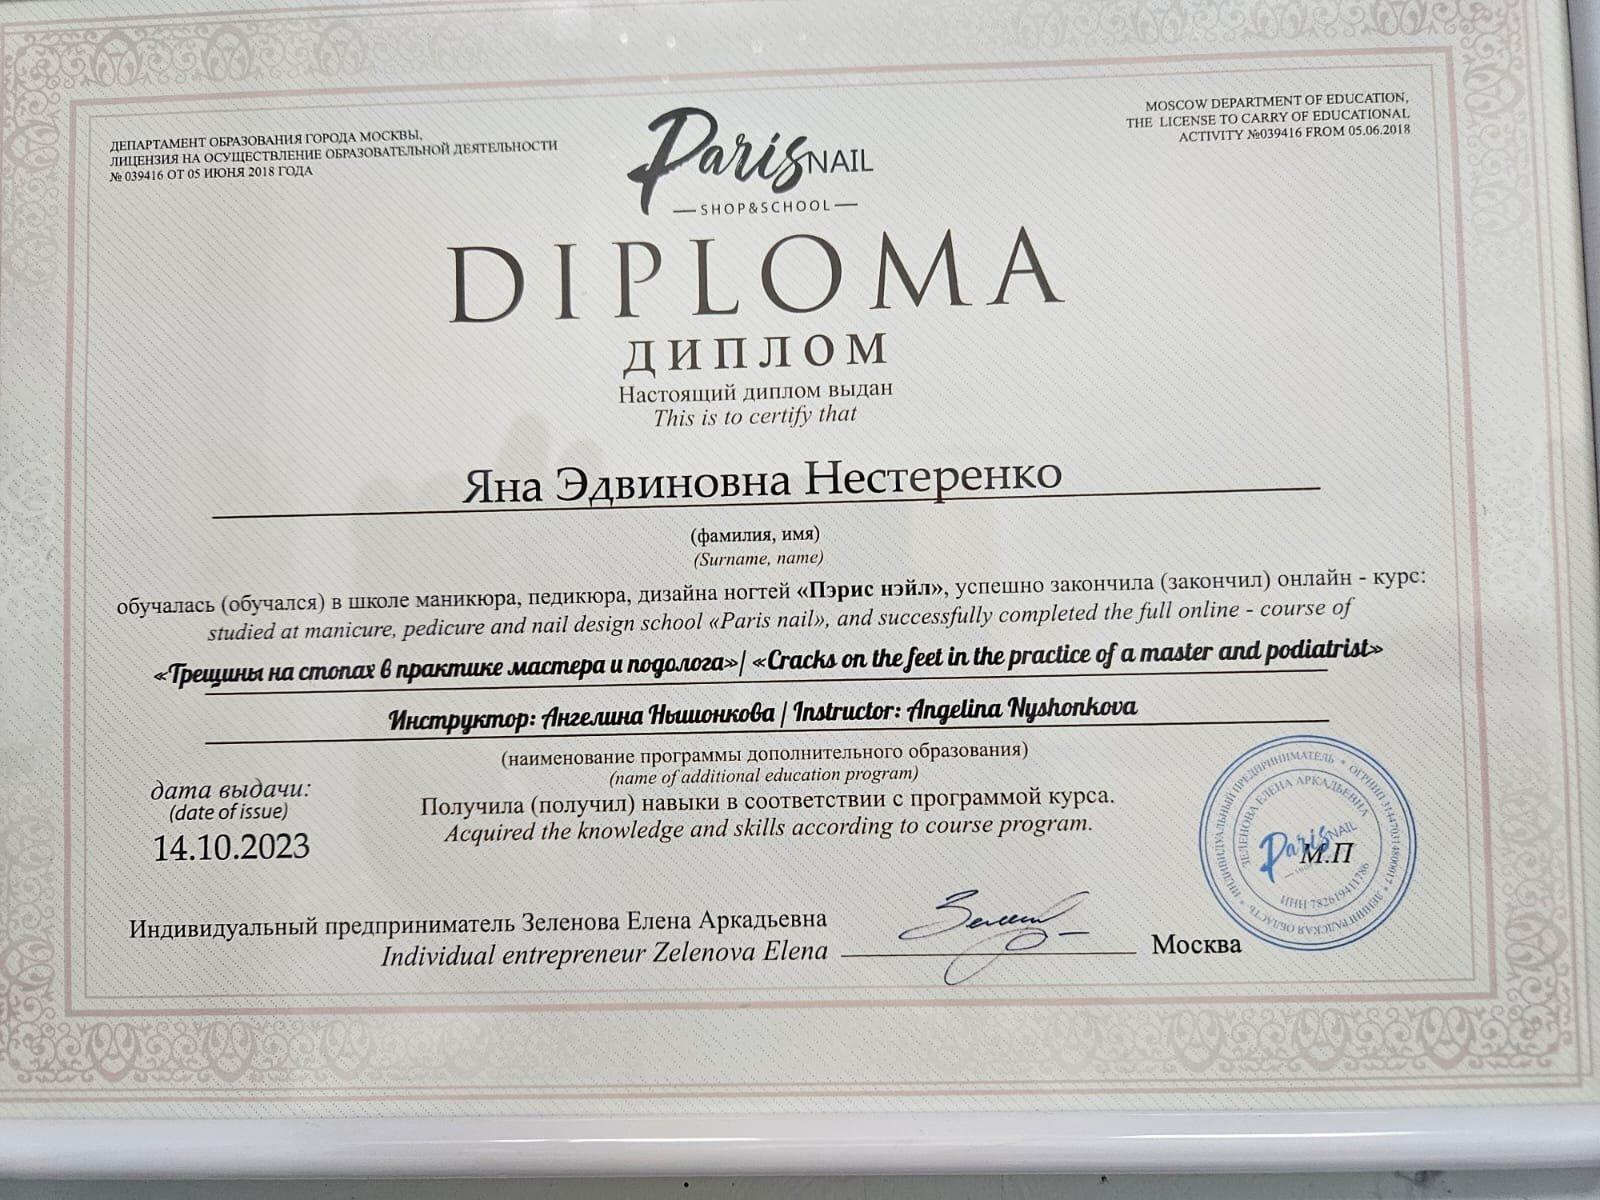 ДЕПАРТАМЕНТ ОБРАЗОВАНИЯ ГОРОДА МОСКВЫ,
ЛИЦЕНЗИЯ НА ОСУЩЕСТВЛЕНИЕ ОБРАЗОВАТЕЛЬНОЙ ДЕЯТЕЛЬНОСТИ
№ 039416 ОТ 05 ИЮНЯ 2018 ГОДА
MOSCOW DEPARTMENT OF EDUCATION,
THE LICENSE TO CARRY OF EDUCATIONAL
ACTIVITY №039416 FROM 05.06.2018
Paris NAIL
SHOP&SCHOOL
DIPLOMA
ДИПЛОМ
Настоящий диплом выдан
This is to certify that
Яна Эдвиновна Нестеренко
(фамилия, имя)
(Surname, name)
обучалась (обучался) в школе маникюра, педикюра, дизайна ногтей «Пэрис нэйл», успешно закончила (закончил) онлайн - курс:
studied at manicure, pedicure and nail design school «Paris nail», and successfully completed the full online - course of
«Трещины на стопах в практике мастера и подолога»| «Cracks on the feet in the practice of a master and podiatrist»
Инструктор: Ангелина Нышонкова | Instructor: Angelina Nyshonkova
(наименование программы дополнительного образования)
(name of additional education program)
дата выдачи:
(date of issue)
14.10.2023
Получила (получил) навыки в соответствии с программой курса.
Acquired the knowledge and skills according to course program.
Индивидуальный предприниматель Зеленова Елена Аркадьевна
Individual entrepreneur Zelenova Elena
Москва
ИНДИВИДУАЛЬНЫЙ ПРЕДПРИНИМАТЕЛЬ * ОГРНИП 314470314800017 * ЛЕНИНГРАДСКАЯ ОБЛАСТЬ *
ЗЕЛЕНОВА ЕЛЕНА АРКАДЬЕВНА
Paris NAIL
М.П
ИНН 782619411786